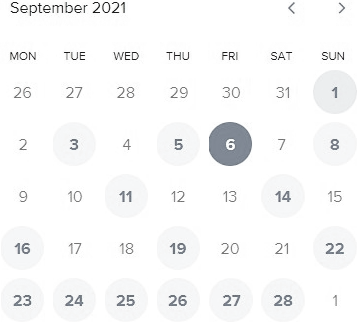 September 2021
MON TUE WED THU FRI SAT SUN
26 27 28 29 30 31 1
2 3 4 5 6 7 8
9 10 11 12 13 14 15
16 17 18 19 20 21 22
23 24 25 26 27 28 1